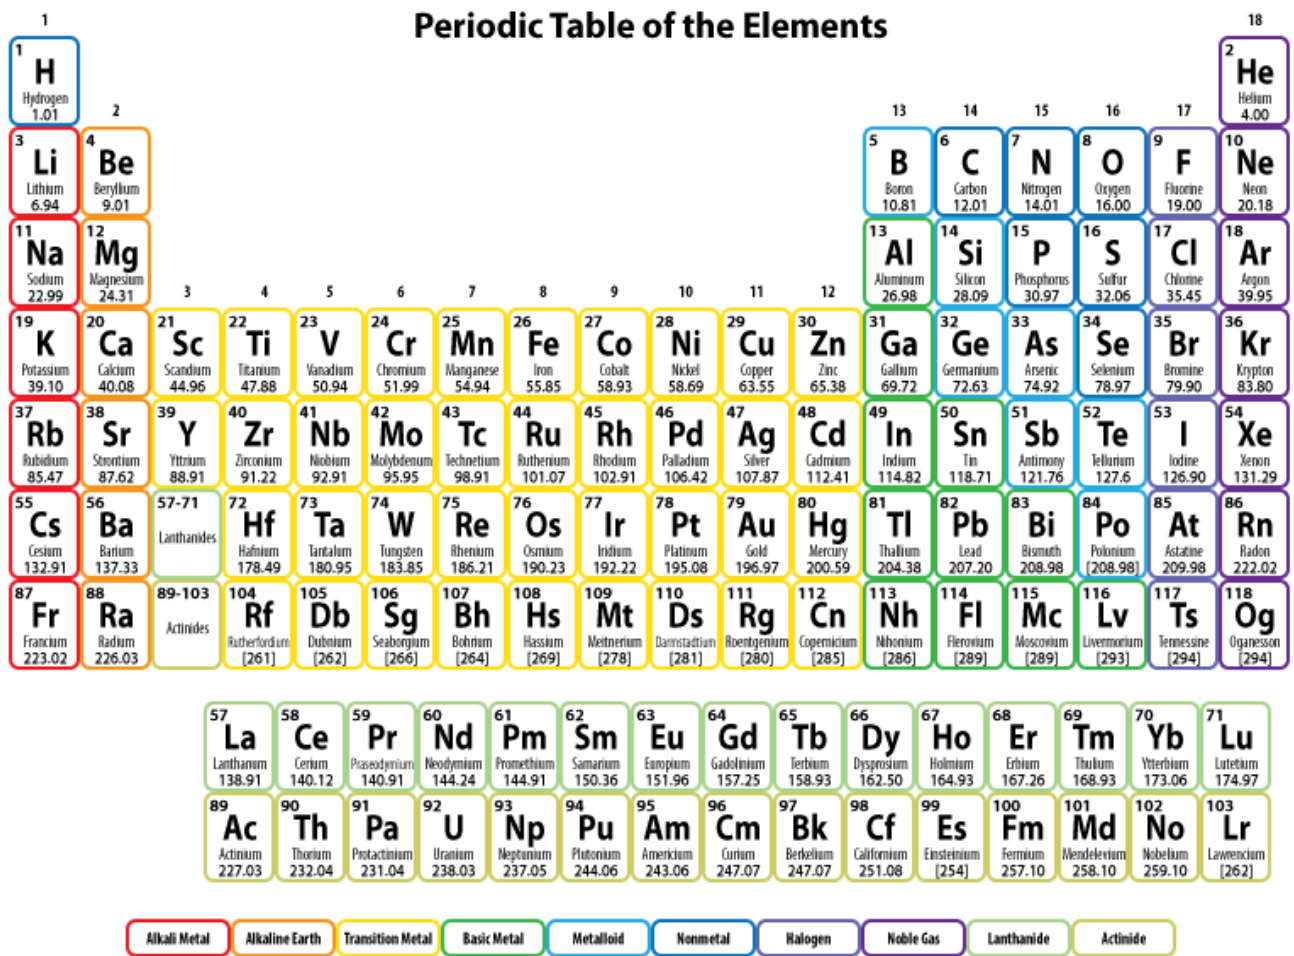 Periodic Table of the Elements
1 18
1 2
H He
Hydrogen Helium
1.01 4.00
2 13 14 15 16 17
3 4 5 6 7 8 9 10
Li Be B C N O F Ne
Lithium Beryllium Boron Carbon Nitrogen Oxygen Fluorine Neon
6.94 9.01 10.81 12.01 14.01 16.00 19.00 20.18
11 12 13 14 15 16 17 18
Na Mg Al Si P S Cl Ar
Sodium Magnesium Aluminum Silicon Phosphorus Sulfur Chlorine Argon
22.99 24.31 26.98 28.09 30.97 32.06 35.45 39.95
3 4 5 6 7 8 9 10 11 12
19 20 21 22 23 24 25 26 27 28 29 30 31 32 33 34 35 36
K Ca Sc Ti V Cr Mn Fe Co Ni Cu Zn Ga Ge As Se Br Kr
Potassium Calcium Scandium Titanium Vanadium Chromium Manganese Iron Cobalt Nickel Copper Zinc Gallium Germanium Arsenic Selenium Bromine Krypton
39.10 40.08 44.96 47.88 50.94 51.99 54.94 55.85 58.93 58.69 63.55 65.38 69.72 72.63 74.92 78.97 79.90 83.80
37 38 39 40 41 42 43 44 45 46 47 48 49 50 51 52 53 54
Rb Sr Y Zr Nb Mo Tc Ru Rh Pd Ag Cd In Sn Sb Te I Xe
Rubidium Strontium Yttrium Zirconium Niobium Molybdenum Technetium Ruthenium Rhodium Palladium Silver Cadmium Indium Tin Antimony Tellurium Iodine Xenon
85.47 87.62 88.91 91.22 92.91 95.95 98.91 101.07 102.91 106.42 107.87 112.41 114.82 118.71 121.76 127.6 126.90 131.29
55 56 57-71 72 73 74 75 76 77 78 79 80 81 82 83 84 85 86
Cs Ba Hf Ta W Re Os Ir Pt Au Hg Tl Pb Bi Po At Rn
Cesium Barium Lanthanides Hafnium Tantalum Tungsten Rhenium Osmium Iridium Platinum Gold Mercury Thallium Lead Bismuth Polonium Astatine Radon
132.91 137.33 178.49 180.95 183.85 186.21 190.23 192.22 195.08 196.97 200.59 204.38 207.20 208.98 [208.98] 209.98 222.02
87 88 89-103 104 105 106 107 108 109 110 111 112 113 114 115 116 117 118
Fr Ra Rf Db Sg Bh Hs Mt Ds Rg Cn Nh Fl Mc Lv Ts Og
Francium Radium Actinides Rutherfordium Dubnium Seaborgium Bohrium Hassium Meitnerium Darmstadtium Roentgenium Copernicium Nihonium Flerovium Moscovium Livermorium Tennessine Oganesson
223.02 226.03 [261] [262] [266] [264] [269] [278] [281] [280] [285] [286] [289] [289] [293] [294] [294]
57 58 59 60 61 62 63 64 65 66 67 68 69 70 71
La Ce Pr Nd Pm Sm Eu Gd Tb Dy Ho Er Tm Yb Lu
Lanthanum Cerium Praseodymium Neodymium Promethium Samarium Europium Gadolinium Terbium Dysprosium Holmium Erbium Thulium Ytterbium Lutetium
138.91 140.12 140.91 144.24 144.91 150.36 151.96 157.25 158.93 162.50 164.93 167.26 168.93 173.06 174.97
89 90 91 92 93 94 95 96 97 98 99 100 101 102 103
Ac Th Pa U Np Pu Am Cm Bk Cf Es Fm Md No Lr
Actinium Thorium Protactinium Uranium Neptunium Plutonium Americium Curium Berkelium Californium Einsteinium Fermium Mendelevium Nobelium Lawrencium
227.03 232.04 231.04 238.03 237.05 244.06 243.06 247.07 247.07 251.08 [254] 257.10 258.10 259.10 [262]
Alkali Metal Alkaline Earth Transition Metal Basic Metal Metalloid Nonmetal Halogen Noble Gas Lanthanide Actinide